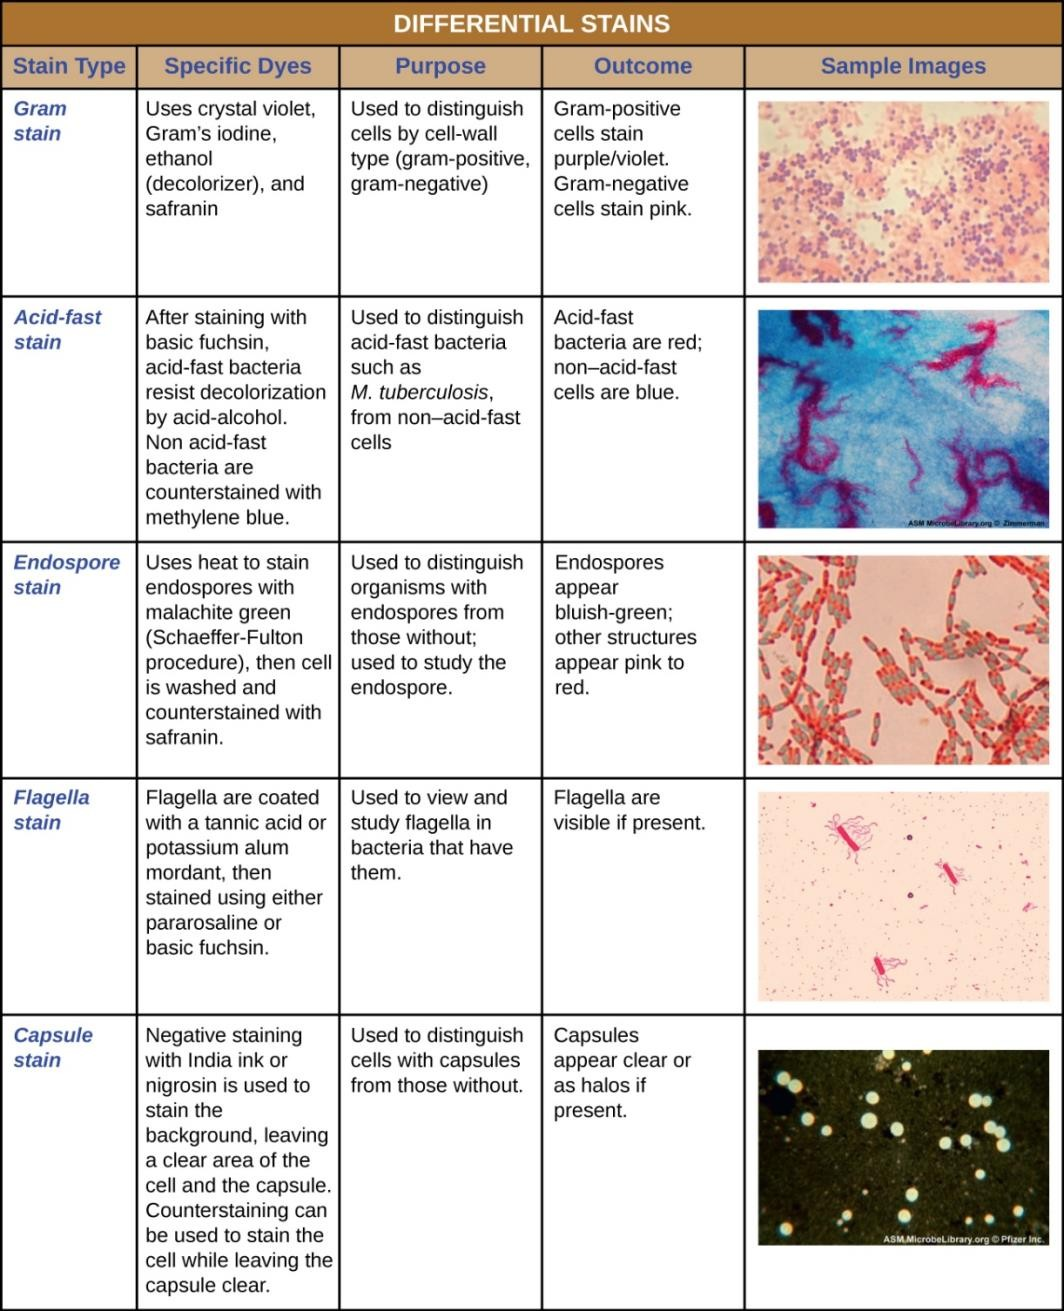 DIFFERENTIAL STAINS
Stain Type
Specific Dyes
Purpose
Outcome
Sample Images
Gram
stain
Uses crystal violet,
Gram's iodine,
ethanol
(decolorizer), and
safranin
Used to distinguish
cells by cell-wall
type (gram-positive,
gram-negative)
Gram-positive
cells stain
purple/violet.
Gram-negative
cells stain pink.
Acid-fast
stain
After staining with
basic fuchsin,
acid-fast bacteria
resist decolorization
by acid-alcohol.
Non acid-fast
bacteria are
counterstained with
methylene blue.
Used to distinguish
acid-fast bacteria
such as
M. tuberculosis,
from non–acid-fast
cells
Acid-fast
bacteria are red;
non–acid-fast
cells are blue.
ASM MicrobeLibrary.org © Zimmerman
Endospore
stain
Uses heat to stain
endospores with
malachite green
(Schaeffer-Fulton
procedure), then cell
is washed and
counterstained with
safranin.
Used to distinguish
organisms with
endospores from
those without;
used to study the
endospore.
Endospores
appear
bluish-green;
other structures
appear pink to
red.
Flagella
stain
Flagella are coated
with a tannic acid or
potassium alum
mordant, then
stained using either
pararosaline or
basic fuchsin.
Used to view and
study flagella in
bacteria that have
them.
Flagella are
visible if present.
Capsule
stain
Negative staining
with India ink or
nigrosin is used to
stain the
background, leaving
a clear area of the
cell and the capsule.
Counterstaining can
be used to stain the
cell while leaving the
capsule clear.
Used to distinguish
cells with capsules
from those without.
Capsules
appear clear or
as halos if
present.
ASM MicrobeLibrary.org © Pfizer Inc.